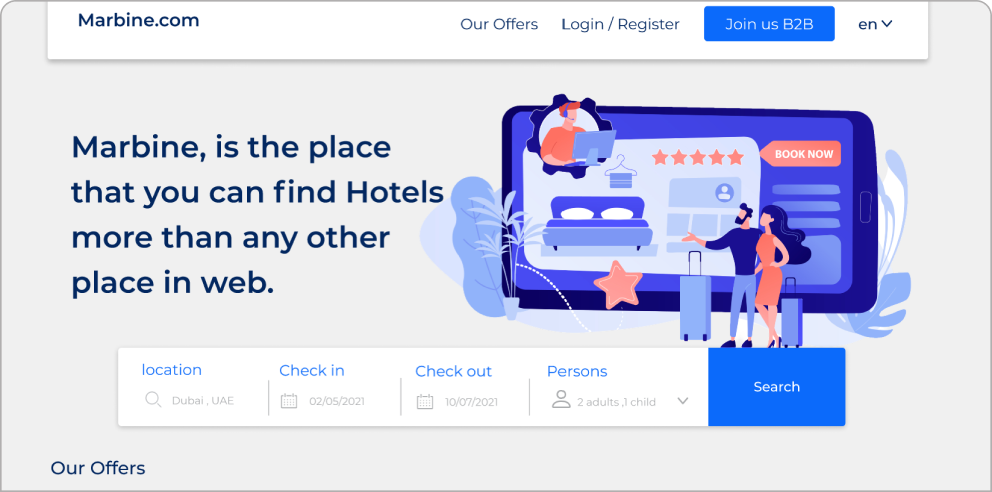 Marbine.com
Our Offers
Login / Register
Join us B2B
en
Marbine, is the place
that you can find Hotels
more than any other
place in web.
BOOK NOW
location
Check in
Check out
Persons
Dubai , UAE
02/05/2021
10/07/2021
2 adults ,1 child
Search
Our Offers